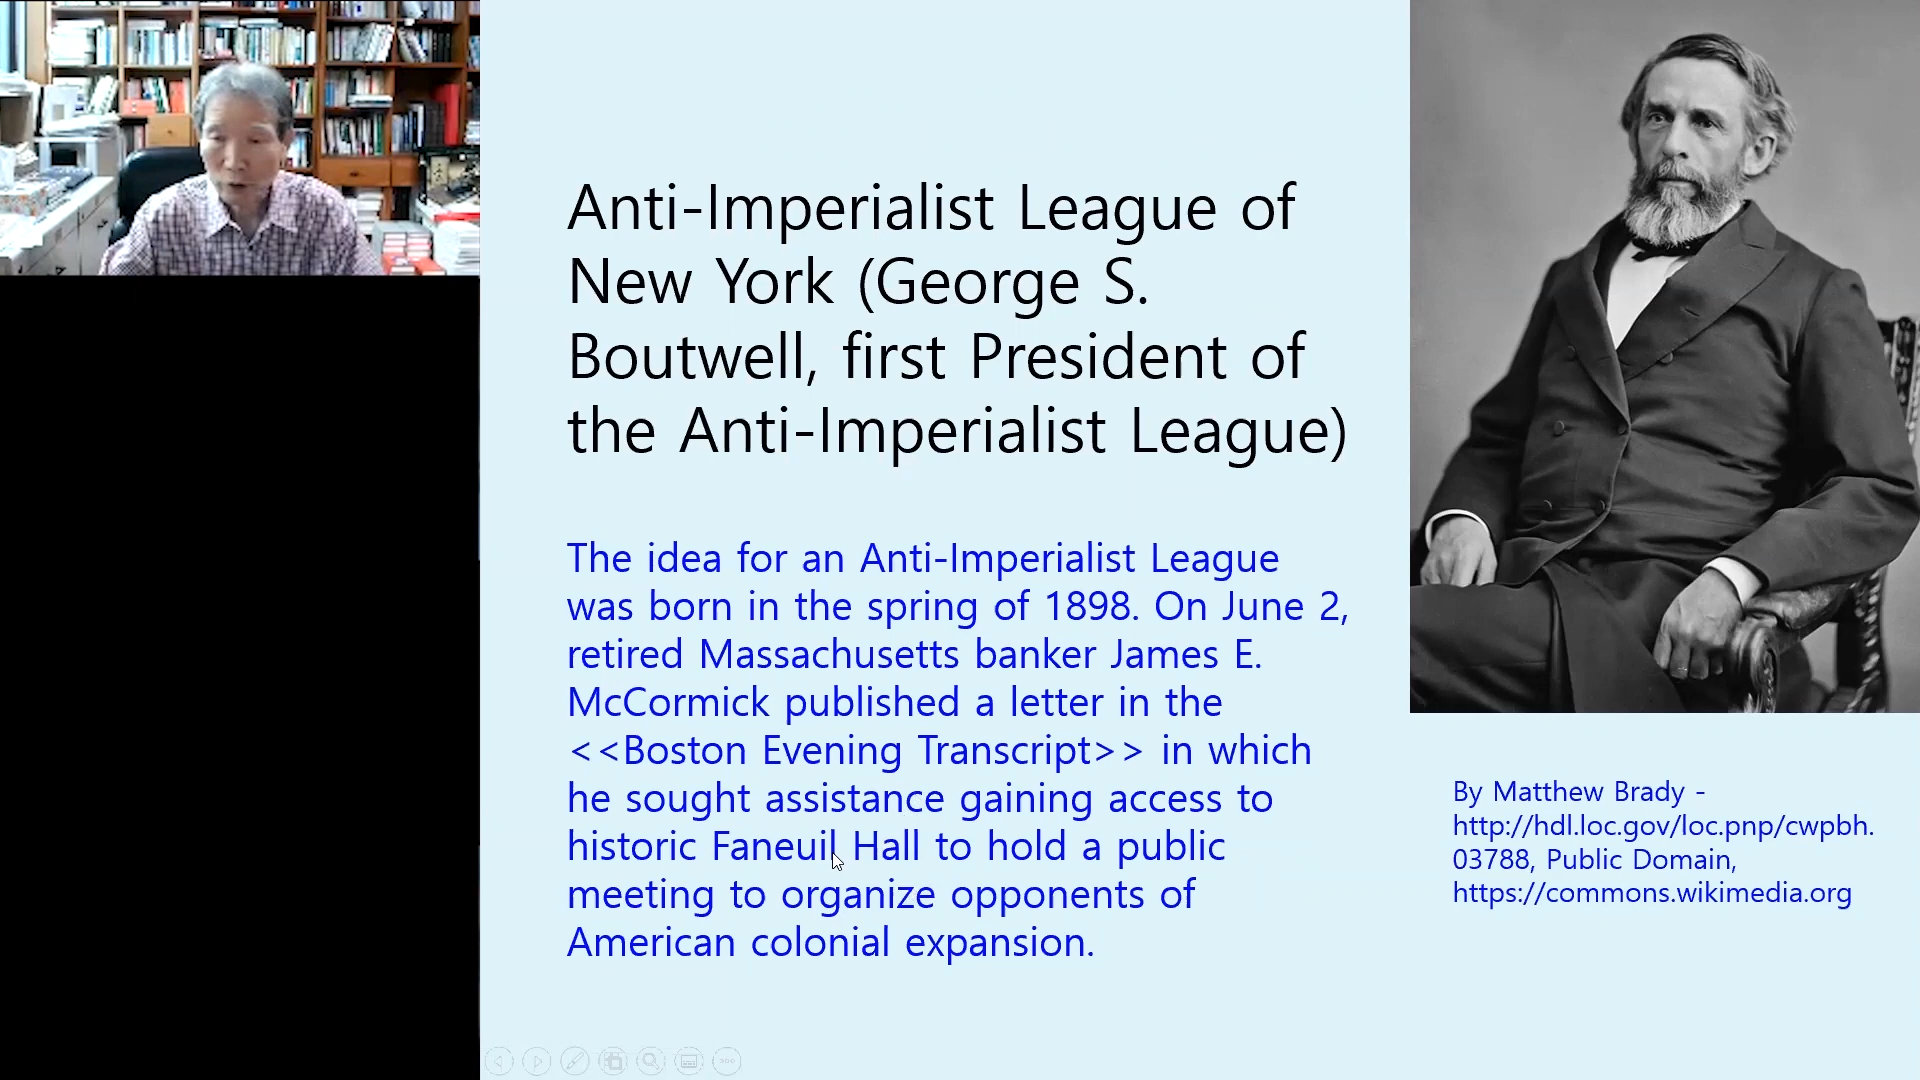 Anti-Imperialist League of
New York (George S.
Boutwell, first President of
the Anti-Imperialist League)
The idea for an Anti-Imperialist League
was born in the spring of 1898. On June 2,
retired Massachusetts banker James E.
McCormick published a letter in the
<<Boston Evening Transcript>> in which
he sought assistance gaining access to
historic Faneuil Hall to hold a public
meeting to organize opponents of
American colonial expansion.
By Matthew Brady -
http://hdl.loc.gov/loc.pnp/cwpbh.
03788, Public Domain,
https://commons.wikimedia.org